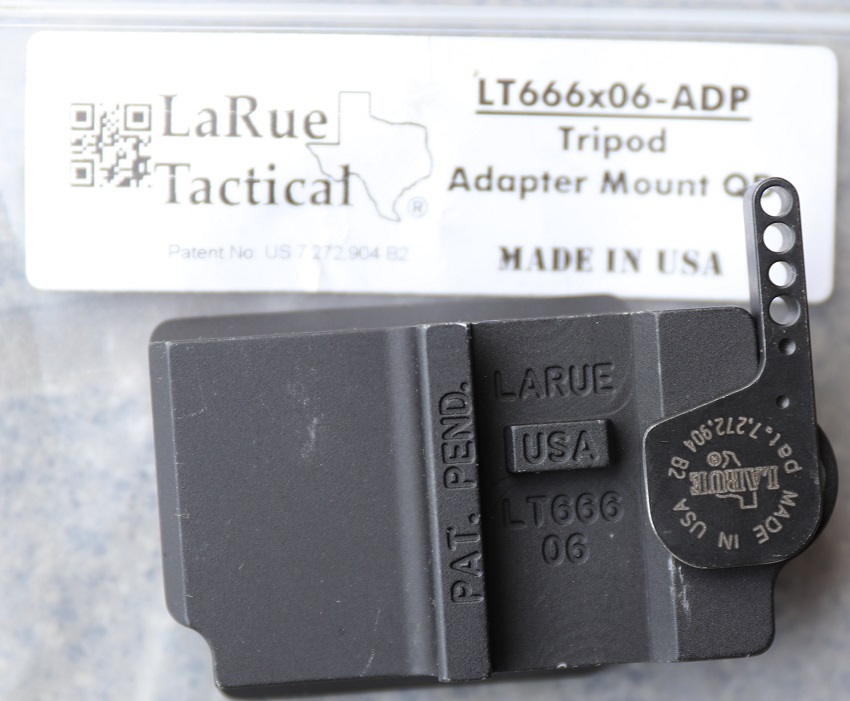 LaRue
Tactical®
Patent No: US 7,272,904 B2
LT666x06-ADP
Tripod
Adapter Mount
MADE IN USA
PAT. PEND.
LARUE
USA
LT666
06
Pat. 7,272,904 B2
LARUE®
MADE IN USA